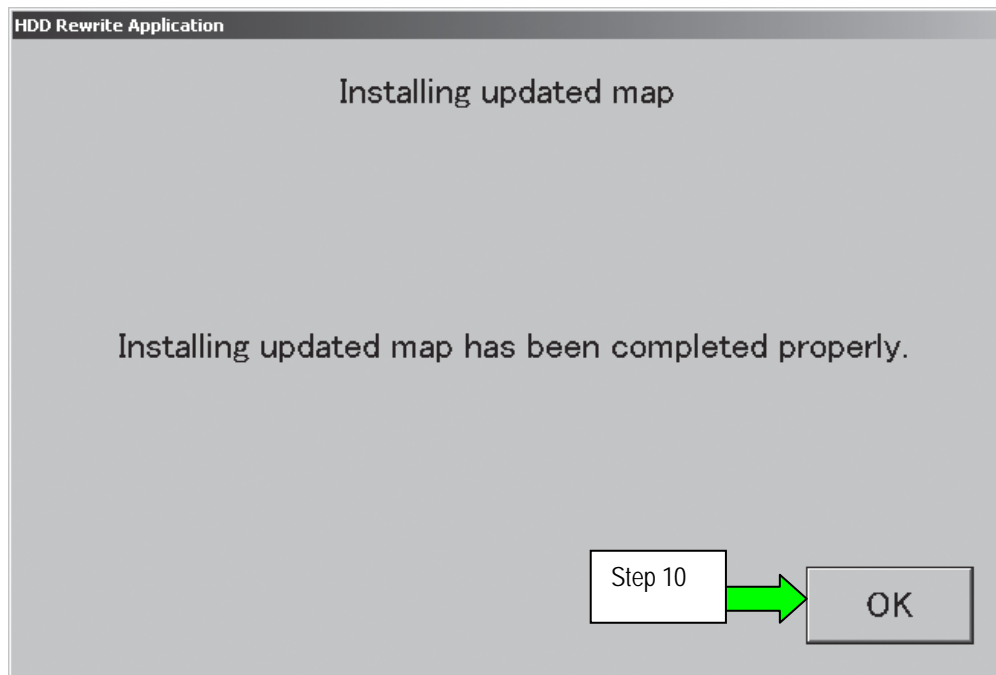 HDD Rewrite Application
Installing updated map
Installing updated map has been completed properly.
Step 10
OK